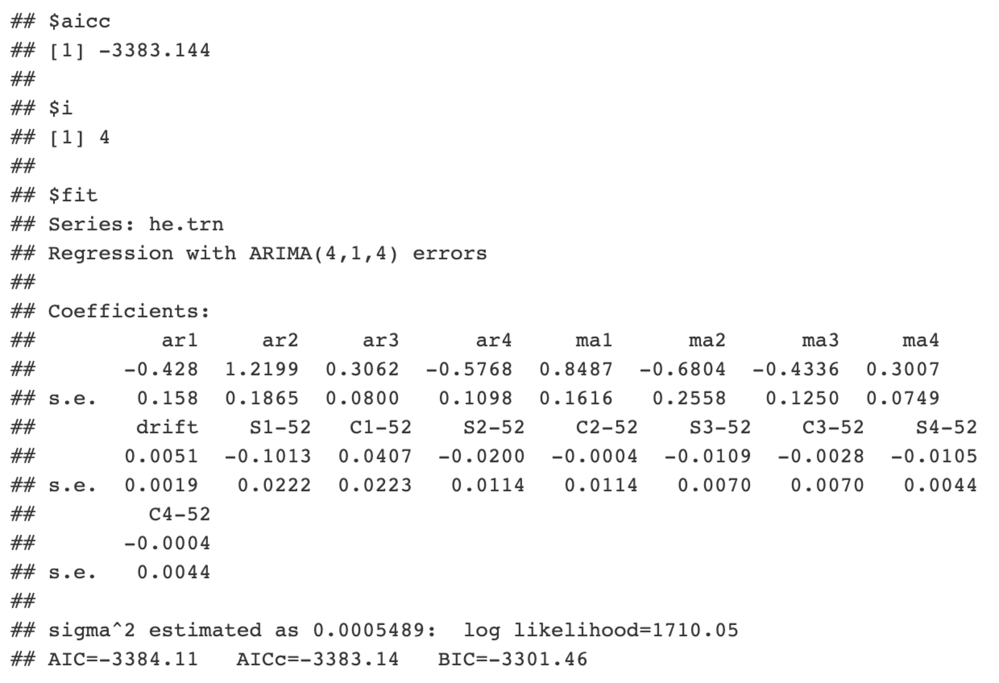 ## $aicc
## [1] -3383.144
##
## $i
## [1] 4
##
## $fit
## Series: he.trn
## Regression with ARIMA(4,1,4) errors
##
## Coefficients:
##          ar1     ar2     ar3      ar4     ma1      ma2      ma3     ma4
##       -0.428  1.2199  0.3062  -0.5768  0.8487  -0.6804  -0.4336  0.3007
## s.e.   0.158  0.1865  0.0800   0.1098  0.1616   0.2558   0.1250  0.0749
##        drift    S1-52   C1-52    S2-52    C2-52    S3-52    C3-52    S4-52
##       0.0051  -0.1013  0.0407  -0.0200  -0.0004  -0.0109  -0.0028  -0.0105
## s.e.  0.0019   0.0222  0.0223   0.0114   0.0114   0.0070   0.0070   0.0044
##         C4-52
##       -0.0004
## s.e.   0.0044
##
## sigma^2 estimated as 0.0005489:  log likelihood=1710.05
## AIC=-3384.11   AICc=-3383.14   BIC=-3301.46